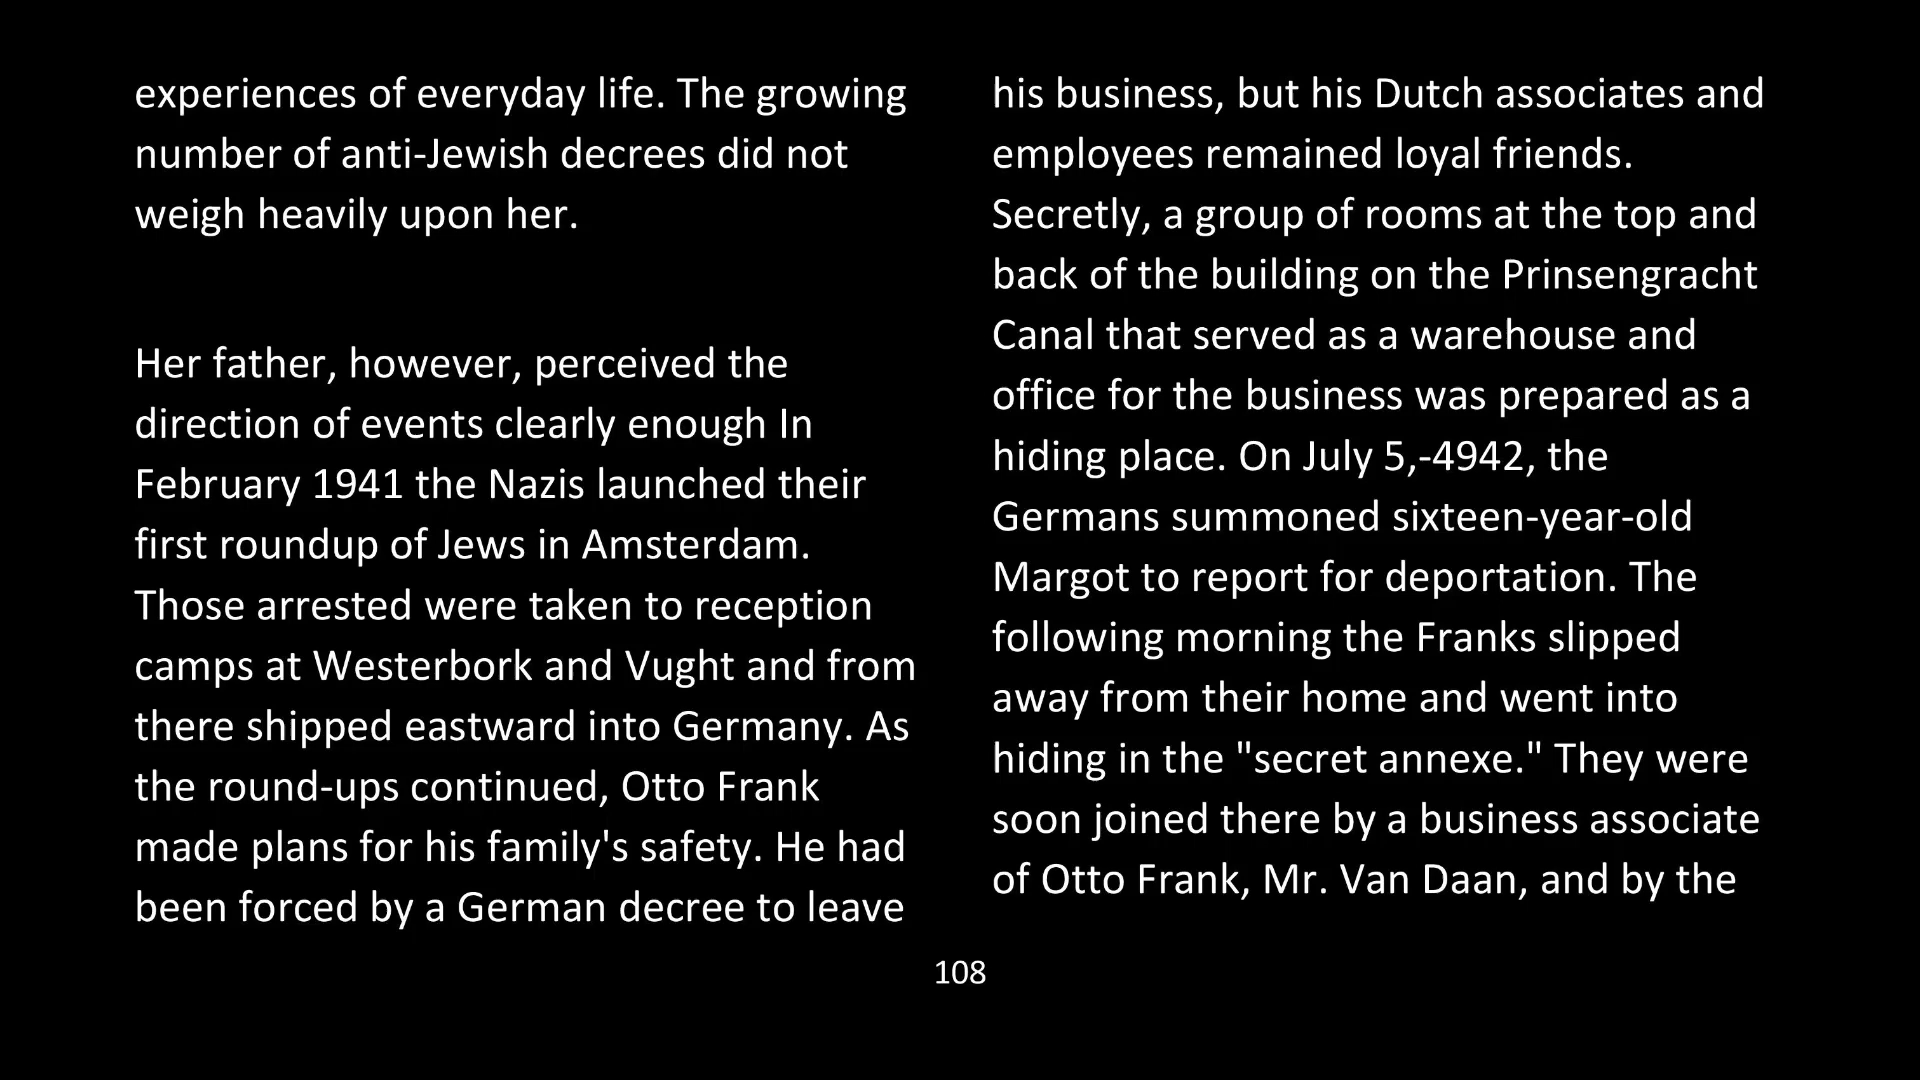 experiences of everyday life. The growing
number of anti-Jewish decrees did not
weigh heavily upon her.
Her father, however, perceived the
direction of events clearly enough In
February 1941 the Nazis launched their
first roundup of Jews in Amsterdam.
Those arrested were taken to reception
camps at Westerbork and Vught and from
there shipped eastward into Germany. As
the round-ups continued, Otto Frank
made plans for his family's safety. He had
been forced by a German decree to leave
his business, but his Dutch associates and
employees remained loyal friends.
Secretly, a group of rooms at the top and
back of the building on the Prinsengracht
Canal that served as a warehouse and
office for the business was prepared as a
hiding place. On July 5,-4942, the
Germans summoned sixteen-year-old
Margot to report for deportation. The
following morning the Franks slipped
away from their home and went into
hiding in the "secret annexe." They were
soon joined there by a business associate
of Otto Frank, Mr. Van Daan, and by the
108